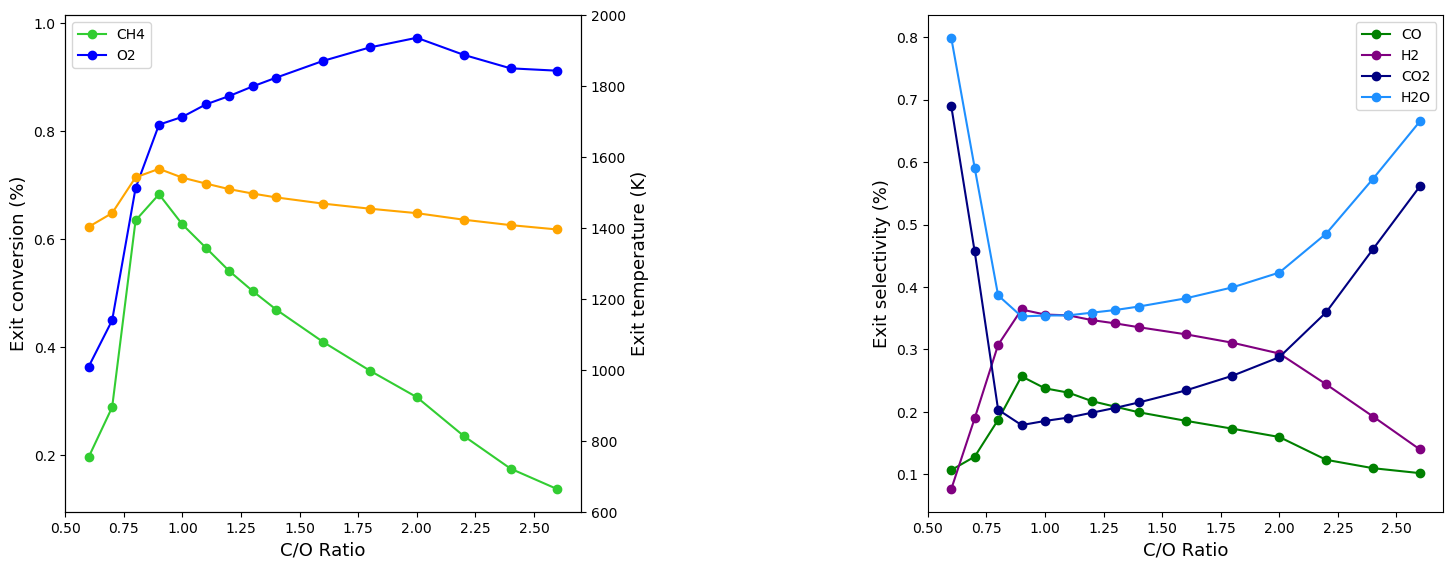 CH4
O2
Exit conversion (%)
1.0
0.8
0.6
0.4
0.2
2000
1800
1600
1400
1200
1000
800
600
Exit temperature (K)
0.50 0.75 1.00 1.25 1.50 1.75 2.00 2.25 2.50
C/O Ratio
CO
H2
CO2
H2O
Exit selectivity (%)
0.8
0.7
0.6
0.5
0.4
0.3
0.2
0.1
0.50 0.75 1.00 1.25 1.50 1.75 2.00 2.25 2.50
C/O Ratio